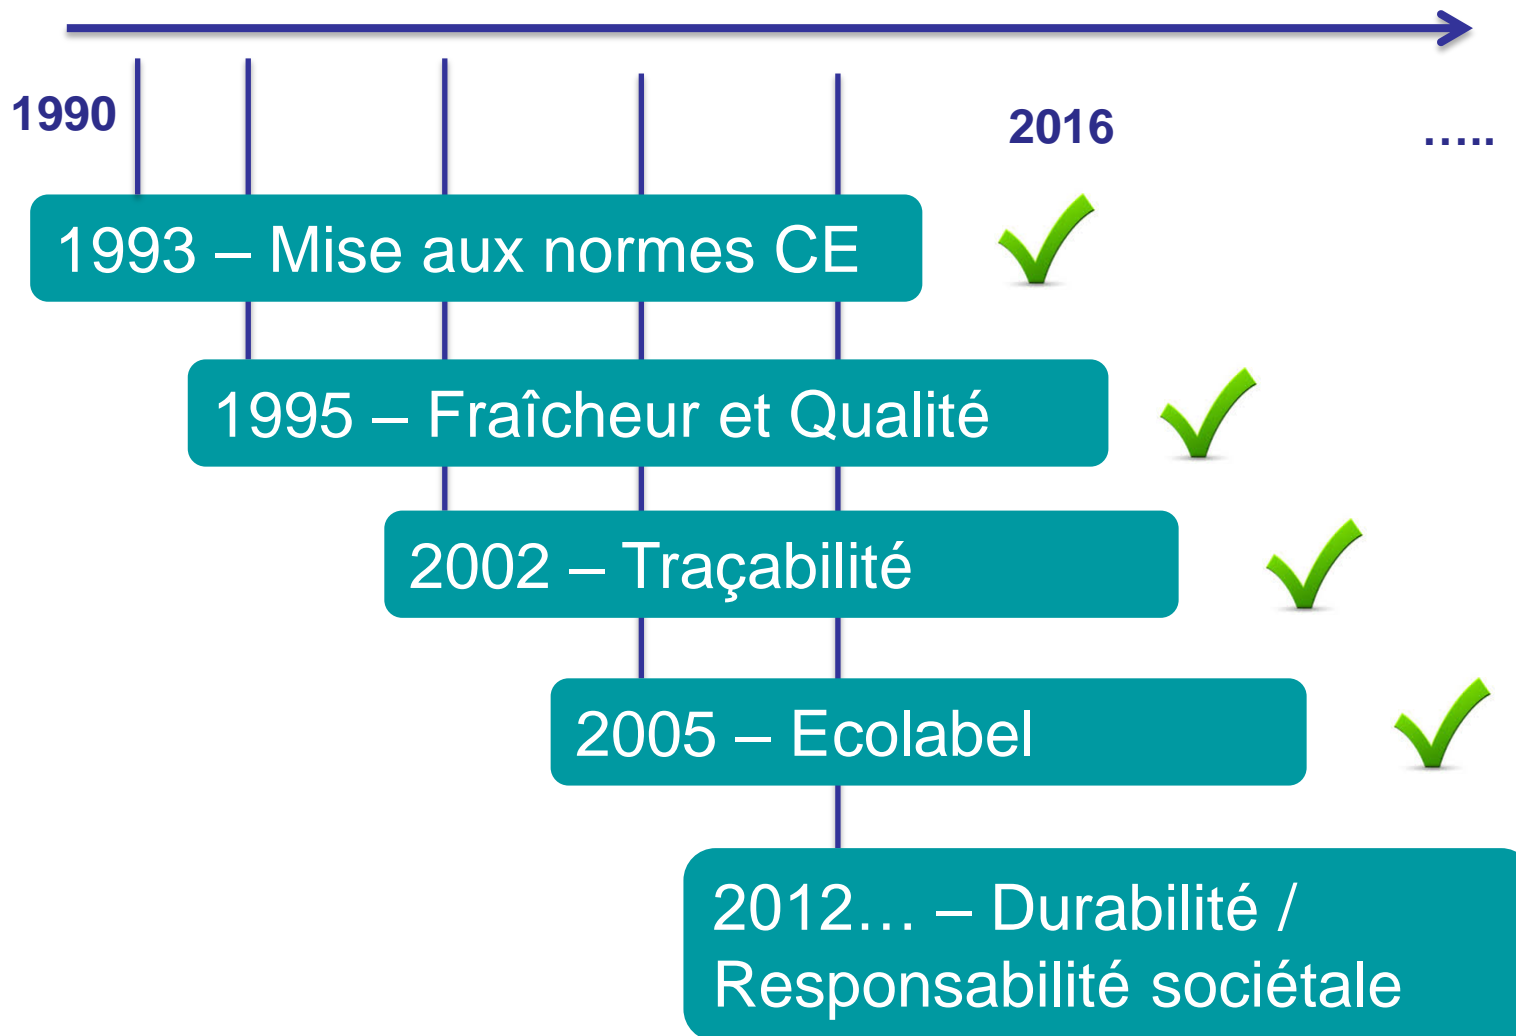 1990
2016
…..
1993 – Mise aux normes CE
1995 – Fraîcheur et Qualité
2002 – Traçabilité
2005 – Ecolabel
2012… – Durabilité /
Responsabilité sociétale